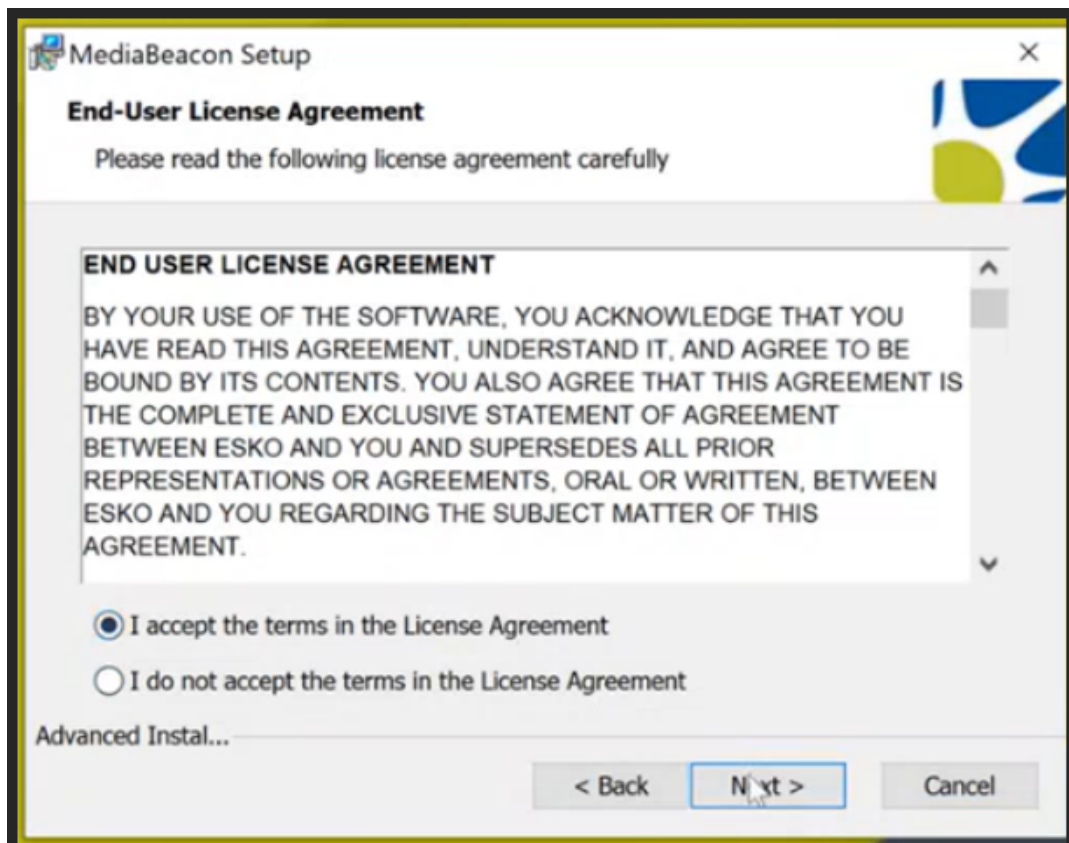 MediaBeacon Setup
End-User License Agreement
Please read the following license agreement carefully
END USER LICENSE AGREEMENT
BY YOUR USE OF THE SOFTWARE, YOU ACKNOWLEDGE THAT YOU
HAVE READ THIS AGREEMENT, UNDERSTAND IT, AND AGREE TO BE
BOUND BY ITS CONTENTS. YOU ALSO AGREE THAT THIS AGREEMENT IS
THE COMPLETE AND EXCLUSIVE STATEMENT OF AGREEMENT
BETWEEN ESKO AND YOU AND SUPERSEDES ALL PRIOR
REPRESENTATIONS OR AGREEMENTS, ORAL OR WRITTEN, BETWEEN
ESKO AND YOU REGARDING THE SUBJECT MATTER OF THIS
AGREEMENT.
I accept the terms in the License Agreement
I do not accept the terms in the License Agreement
Advanced Instal...
< Back Next > Cancel